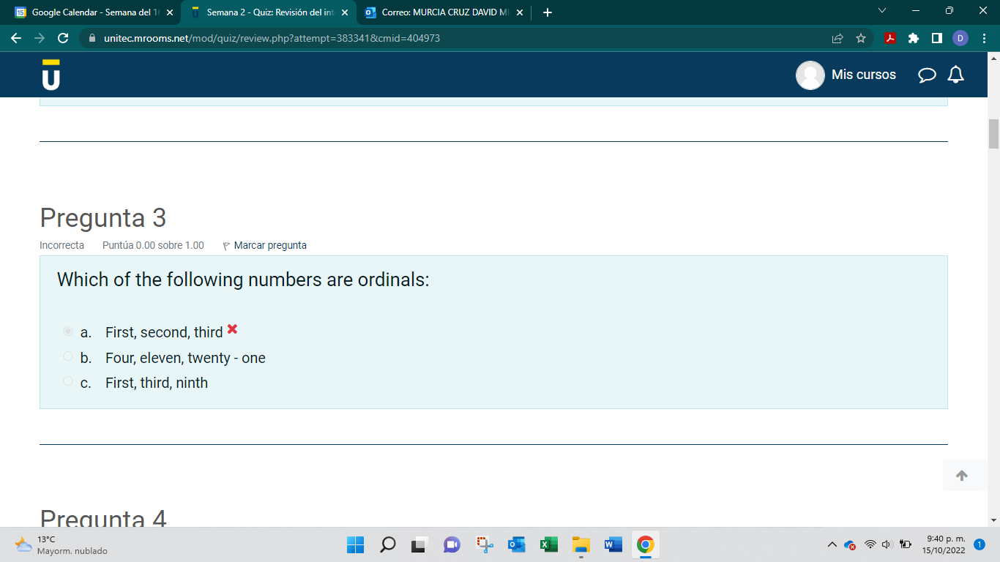 15 Google Calendar - Semana del 1
Semana 2 - Quiz: Revisión del int
Correo: MURCIA CRUZ DAVID M
unitec.mrooms.net/mod/quiz/review.php?attempt=383341&cmid=404973
D
U
Mis cursos
Pregunta 3
Incorrecta Puntúa 0.00 sobre 1.00 Marcar pregunta
Which of the following numbers are ordinals:
a. First, second, third
b. Four, eleven, twenty - one
c. First, third, ninth
Pregunta 4
13°C
Mayorm. nublado
9:40 p. m.
15/10/2022
1